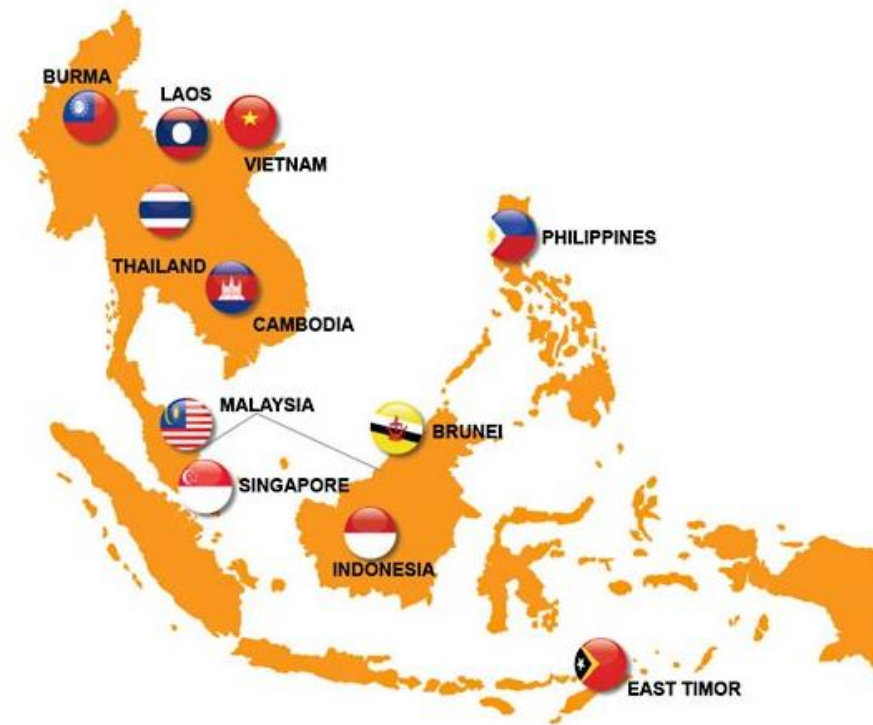 BURMA
LAOS
VIETNAM
PHILIPPINES
THAILAND
CAMBODIA
MALAYSIA
BRUNEI
SINGAPORE
INDONESIA
EAST TIMOR